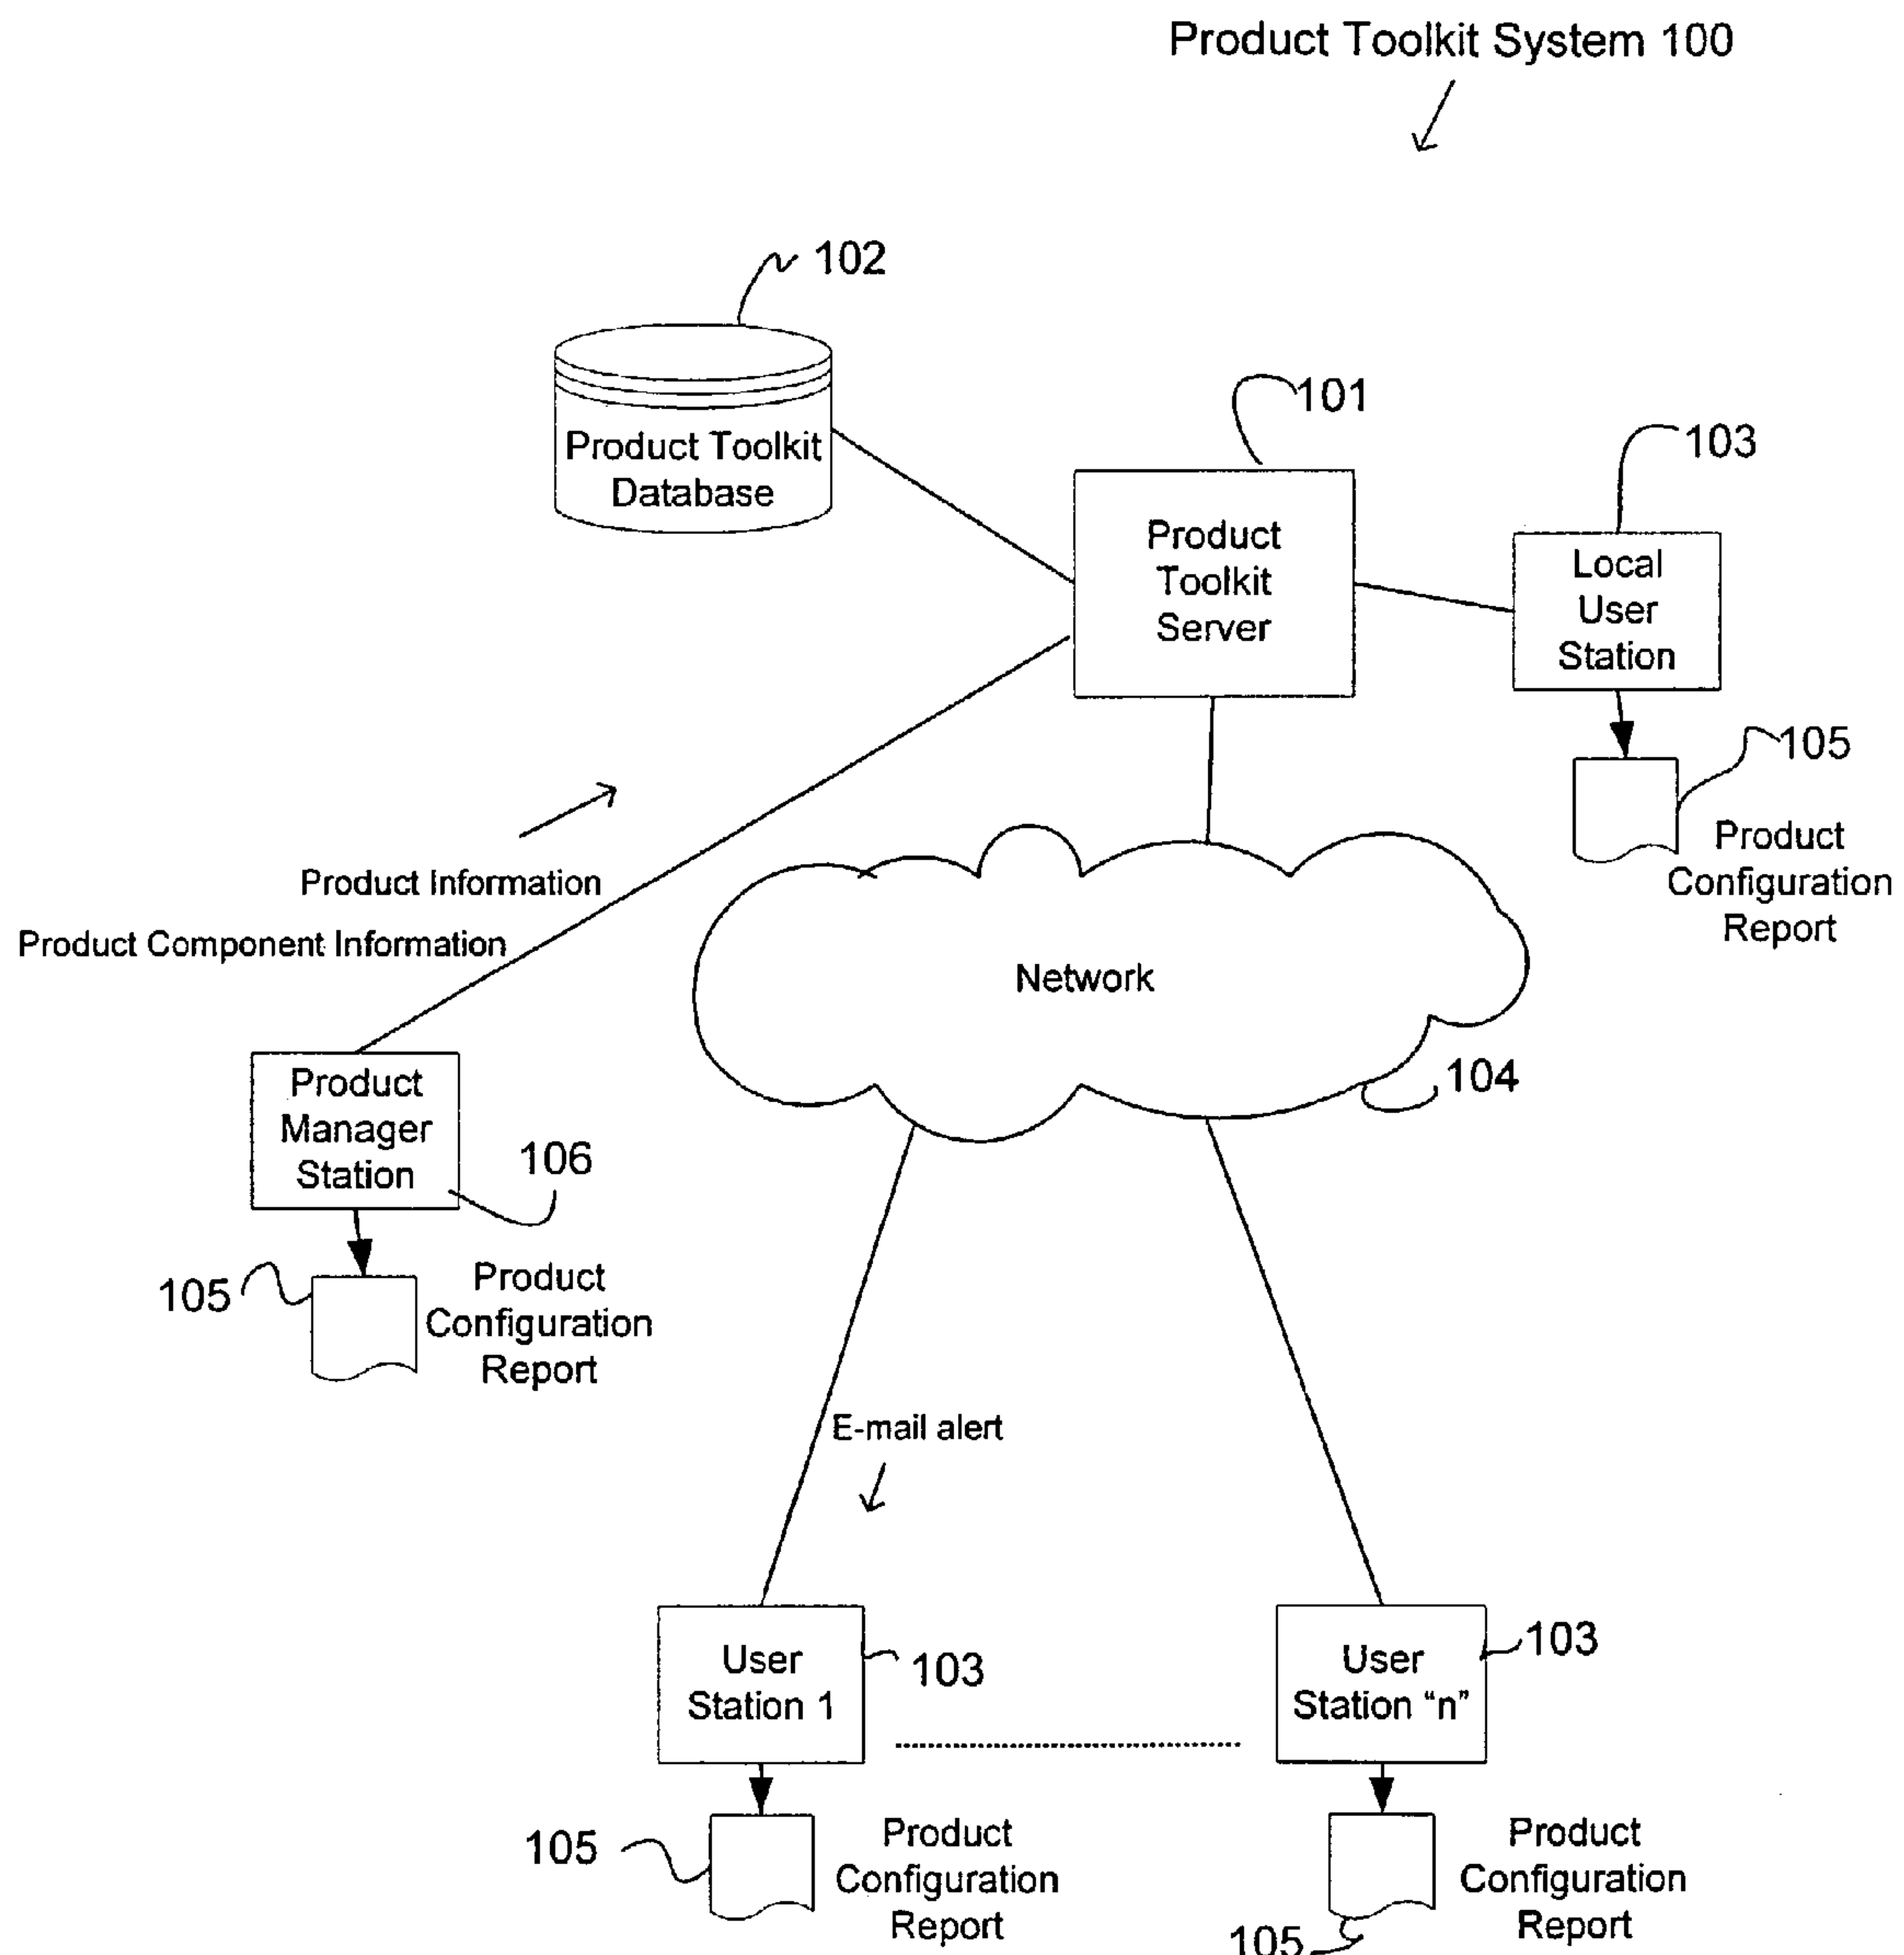 Product Toolkit System 100
102
Product Toolkit
Database
101
Product
Toolkit
Server
103
Local
User
Station
105
Product
Configuration
Report
Product Information
Product Component Information
Network
104
Product
Manager
Station
106
105
Product
Configuration
Report
E-mail alert
User
Station 1
103
User
Station “n”
103
105
Product
Configuration
Report
Product
Configuration
Report
105